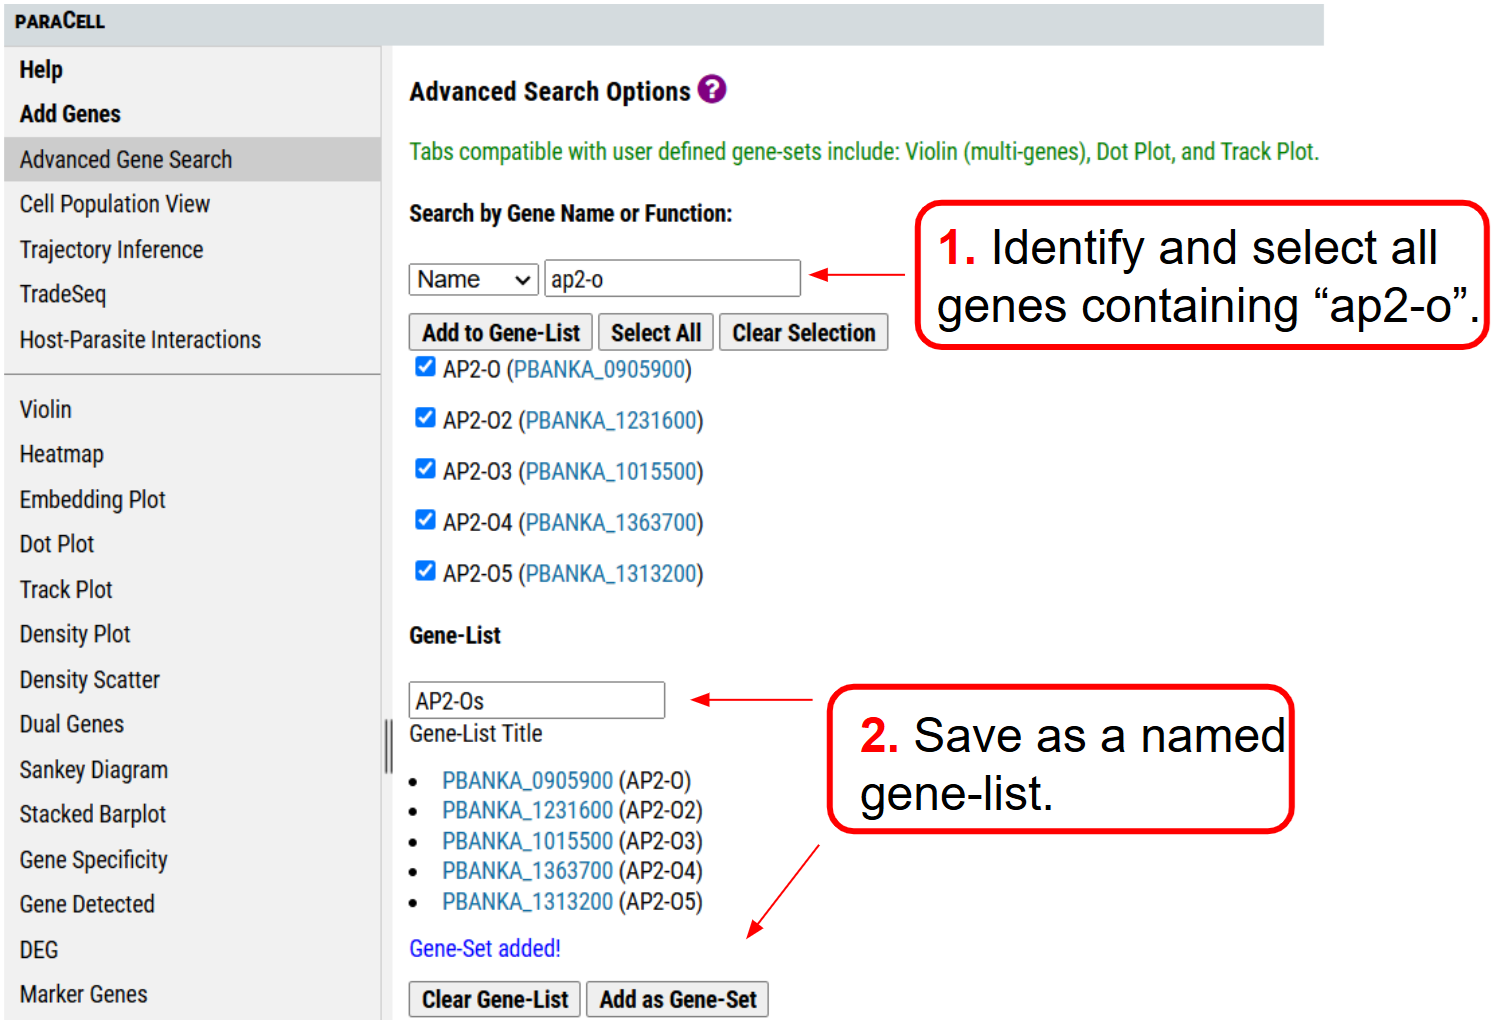 PARACELL
Help
Add Genes
Advanced Gene Search
Cell Population View
Trajectory Inference
TradeSeq
Host-Parasite Interactions
Violin
Heatmap
Embedding Plot
Dot Plot
Track Plot
Density Plot
Density Scatter
Dual Genes
Sankey Diagram
Stacked Barplot
Gene Specificity
Gene Detected
DEG
Marker Genes
Advanced Search Options ?
Tabs compatible with user defined gene-sets include: Violin (multi-genes), Dot Plot, and Track Plot.
Search by Gene Name or Function:
Name ap2-o
Add to Gene-List Select All Clear Selection
AP2-O (PBANKA_0905900)
AP2-O2 (PBANKA_1231600)
AP2-O3 (PBANKA_1015500)
AP2-O4 (PBANKA_1363700)
AP2-O5 (PBANKA_1313200)
Gene-List
AP2-Os
Gene-List Title
• PBANKA_0905900 (AP2-O)
• PBANKA_1231600 (AP2-O2)
• PBANKA_1015500 (AP2-O3)
• PBANKA_1363700 (AP2-O4)
• PBANKA_1313200 (AP2-O5)
Gene-Set added!
Clear Gene-List Add as Gene-Set
1. Identify and select all
genes containing “ap2-o”.
2. Save as a named
gene-list.